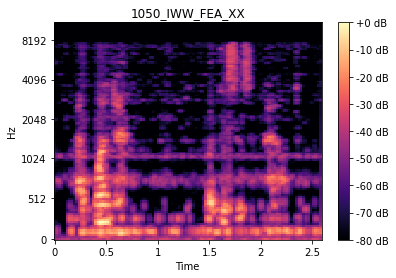 1050_IWW_FEA_XX
8192
4096
2048
1024
512
0
Hz
0
0.5
1
1.5
2
2.5
Time
+0 dB
-10 dB
-20 dB
-30 dB
-40 dB
-50 dB
-60 dB
-70 dB
-80 dB